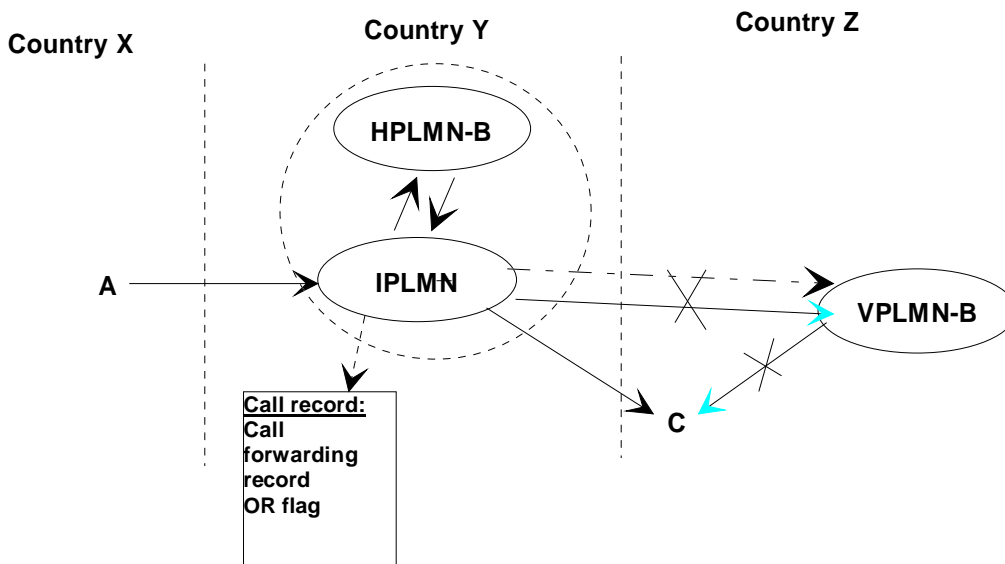 Country X
Country Y
Country Z
HPLMN-B
IPLMN
A
VPLMN-B
C
Call record:
Call
forwarding
record
OR flag